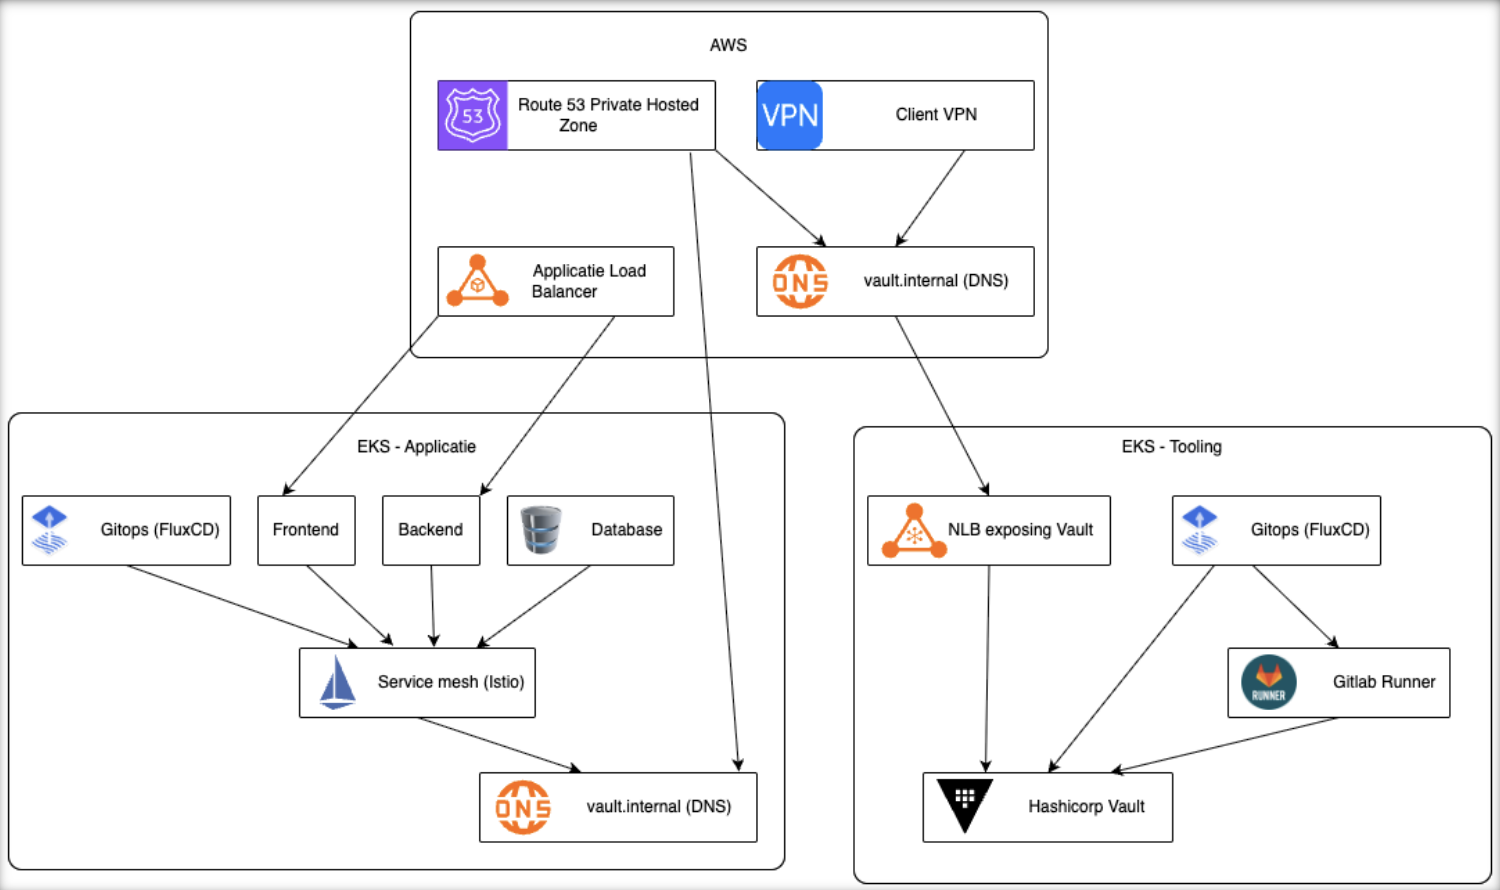 AWS
53
Route 53 Private Hosted
Zone
VPN
Client VPN
Applicatie Load
Balancer
DNS
vault.internal (DNS)
EKS - Applicatie
Gitops (FluxCD)
Frontend
Backend
Database
Service mesh (Istio)
DNS
vault.internal (DNS)
EKS - Tooling
NLB exposing Vault
Gitops (FluxCD)
RUNNER
Gitlab Runner
Hashicorp Vault